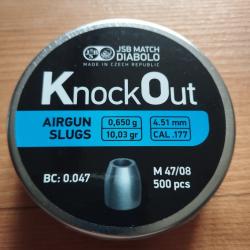 JSB MATCH
DIABOLO
MADE IN CZECH REPUBLIC
KnockOut
AIRGUN
SLUGS
0,650 g
4.51 mm
10,03 gr
CAL .177
BC: 0.047
M 47/08
500 pcs